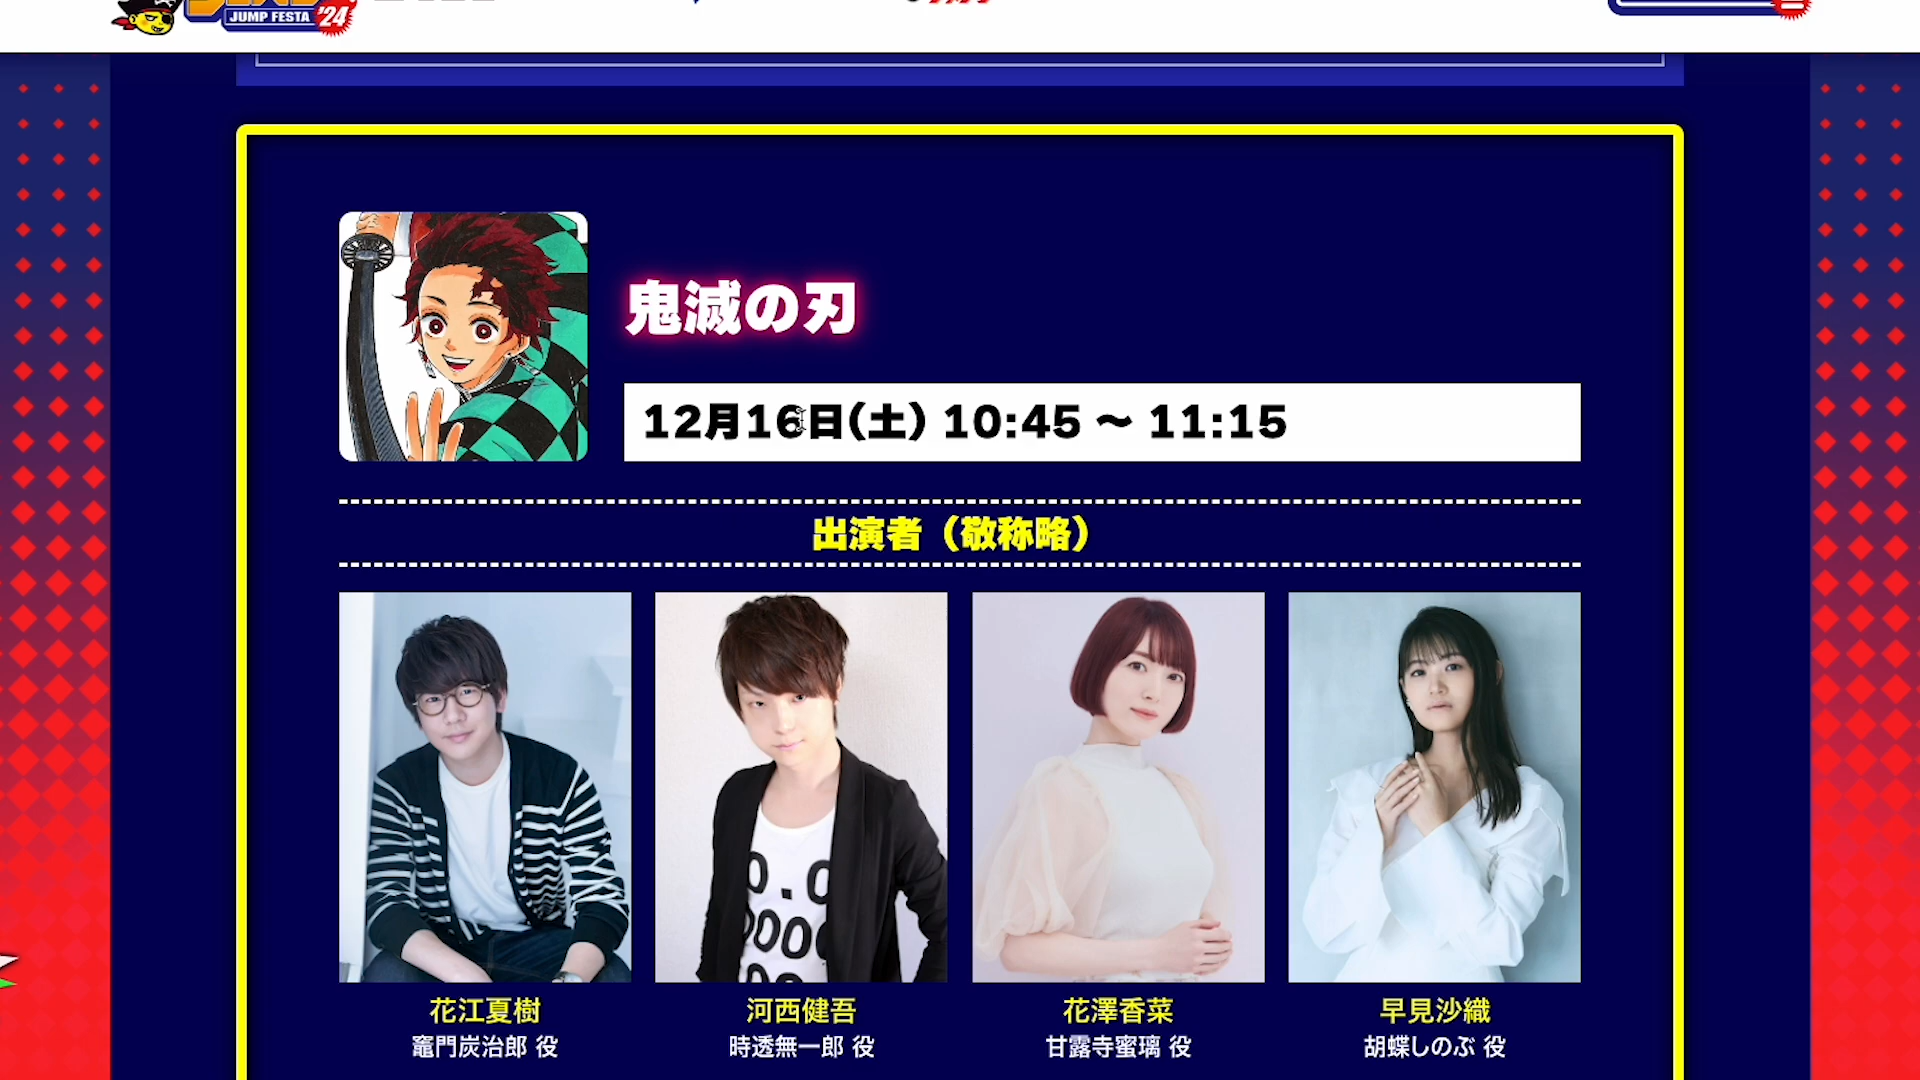 JUMP FESTA '24
鬼滅の刃
12月16日(土) 10:45 ～ 11:15
出演者（敬称略）
花江夏樹
竈門炭治郎 役
河西健吾
時透無一郎 役
花澤香菜
甘露寺蜜璃 役
早見沙織
胡蝶しのぶ 役